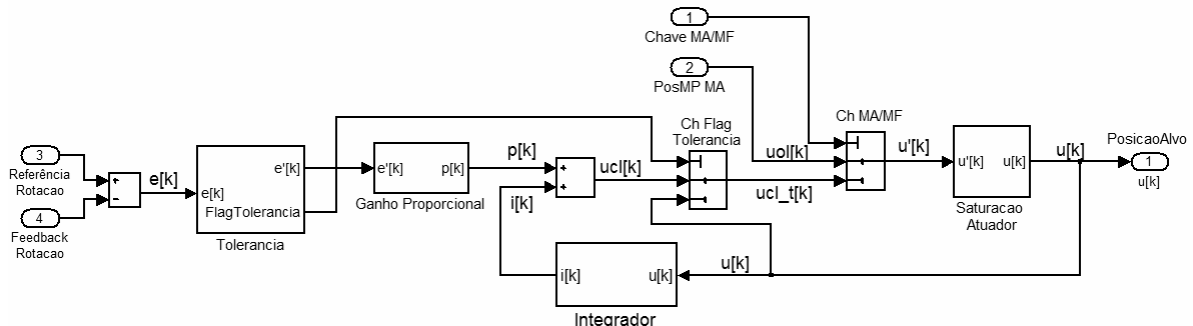 1
Chave MA/MF
2
PosMP MA
Ch Flag
Tolerancia
Ch MA/MF
3
Referência
Rotacao
4
Feedback
Rotacao
+
-
e[k]
e[k]
e'[k]
FlagTolerancia
Tolerancia
e'[k]
p[k]
Ganho Proporcional
p[k]
i[k]
+
+
ucl[k]
uol[k]
ucl_t[k]
u'[k]
u'[k]
u[k]
Saturacao
Atuador
u[k]
PosicaoAlvo
1
u[k]
i[k]
u[k]
u[k]
Integrador